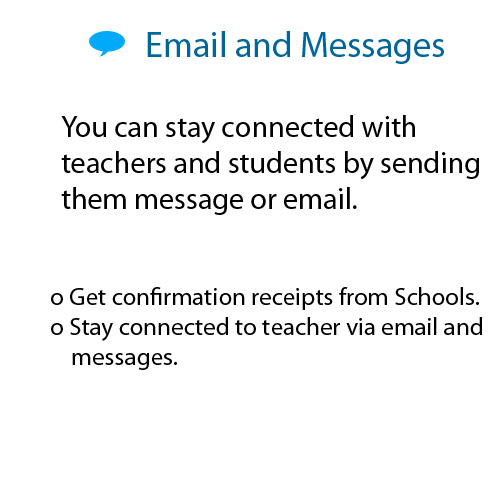 Email and Messages
You can stay connected with
teachers and students by sending
them message or email.
o Get confirmation receipts from Schools.
o Stay connected to teacher via email and
messages.